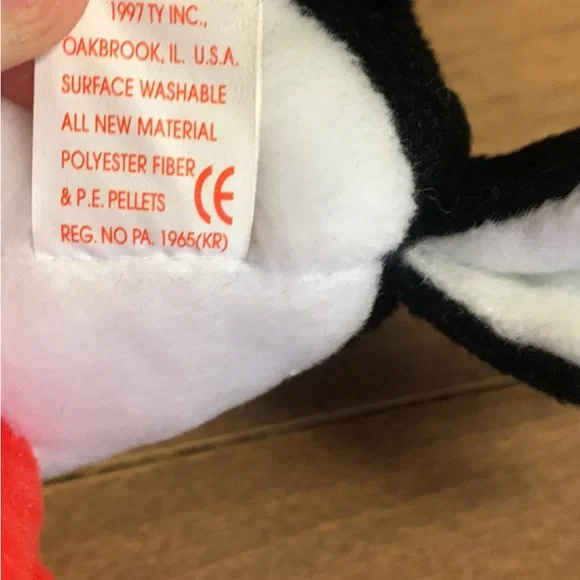 1997 TY INC.,
OAKBROOK, IL. U.S.A.
SURFACE WASHABLE
ALL NEW MATERIAL
POLYESTER FIBER
& P.E. PELLETS
CE
REG. NO PA. 1965(KR)